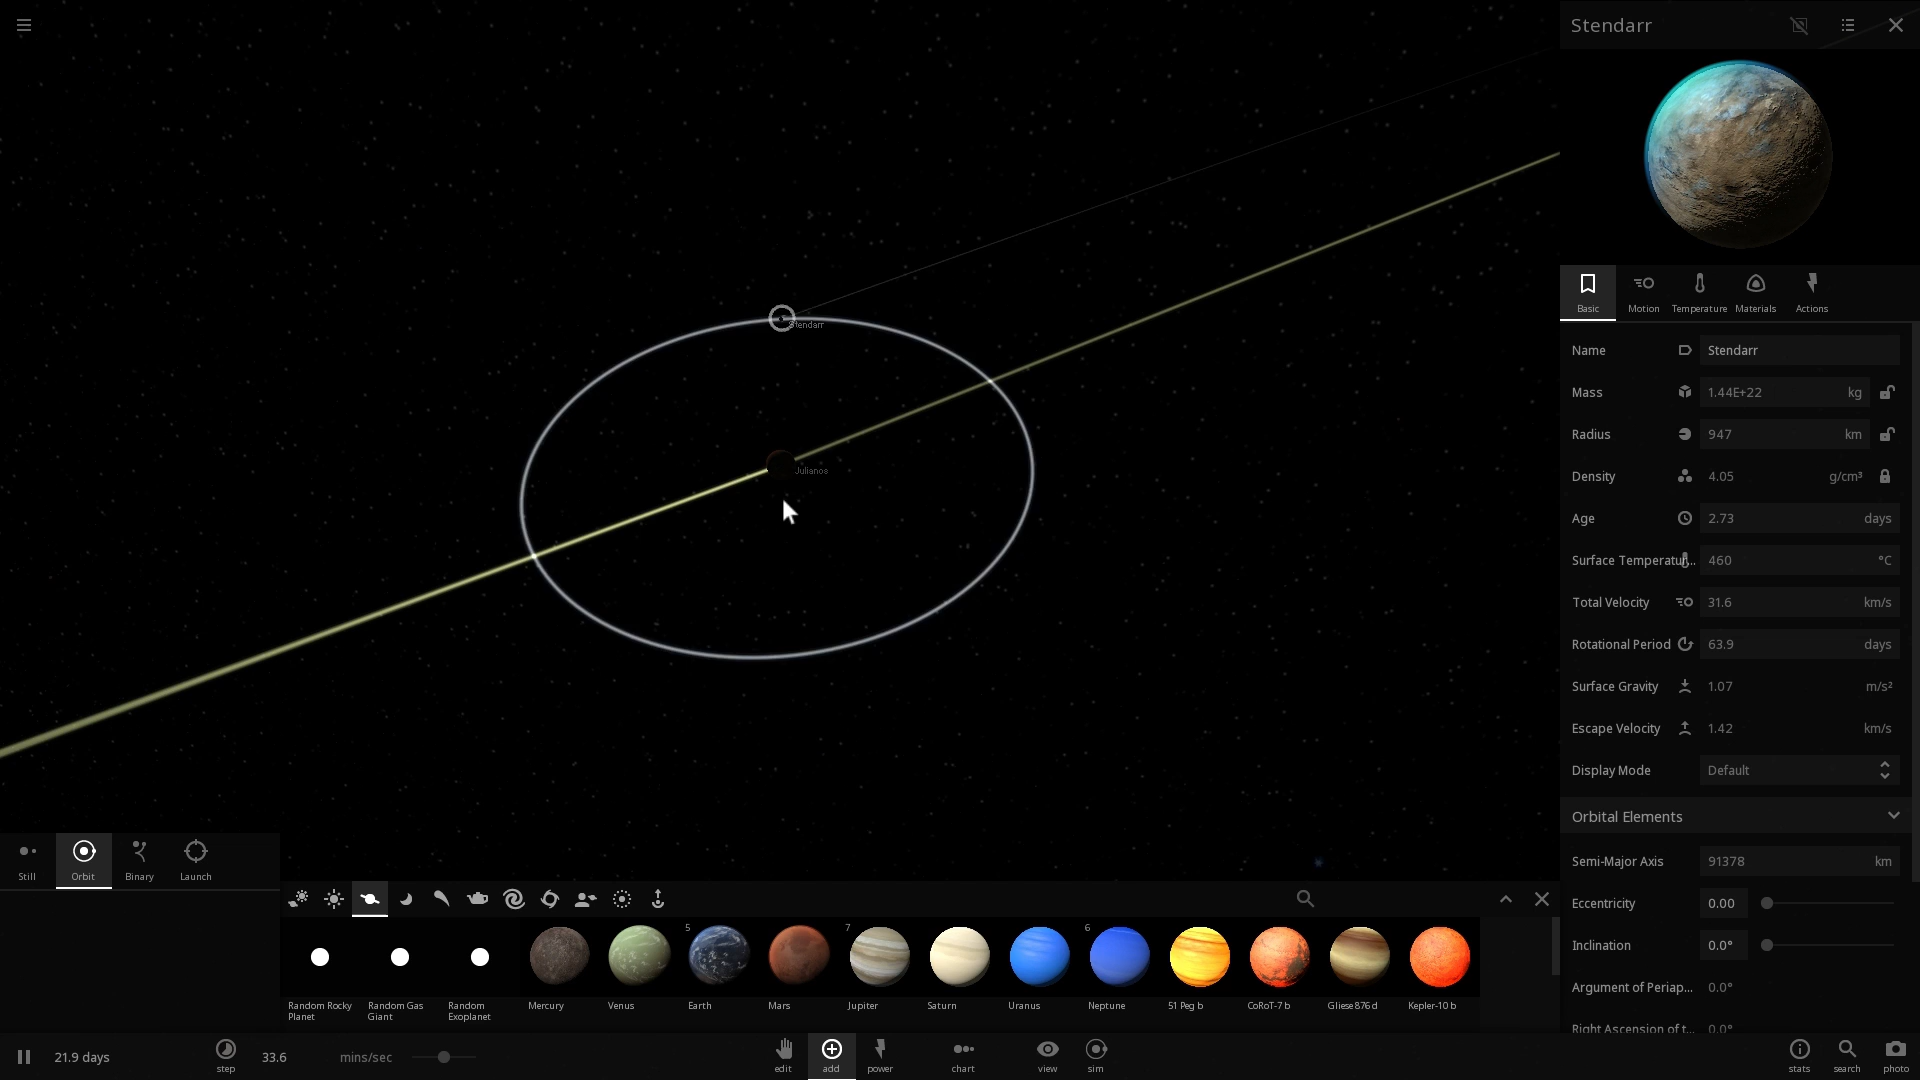 Stendarr
Stendarr
Julianos
Basic
Motion
Temperature
Materials
Actions
Name Stendarr
Mass 1.44E+22 kg
Radius 947 km
Density 4.05 g/cm³
Age 2.73 days
Surface Temperatur... 460 °C
Total Velocity 31.6 km/s
Rotational Period 63.9 days
Surface Gravity 1.07 m/s²
Escape Velocity 1.42 km/s
Display Mode Default
Orbital Elements
Semi-Major Axis 91378 km
Eccentricity 0.00
Inclination 0.0°
Argument of Periap... 0.0°
Right Ascension of t... 0.0°
Still
Orbit
Binary
Launch
5
7
6
Random Rocky Planet
Random Gas Giant
Random Exoplanet
Mercury
Venus
Earth
Mars
Jupiter
Saturn
Uranus
Neptune
51 Peg b
CoRoT-7 b
Gliese 876 d
Kepler-10 b
21.9 days
step
33.6 mins/sec
edit
add
power
chart
view
sim
stats
search
photo